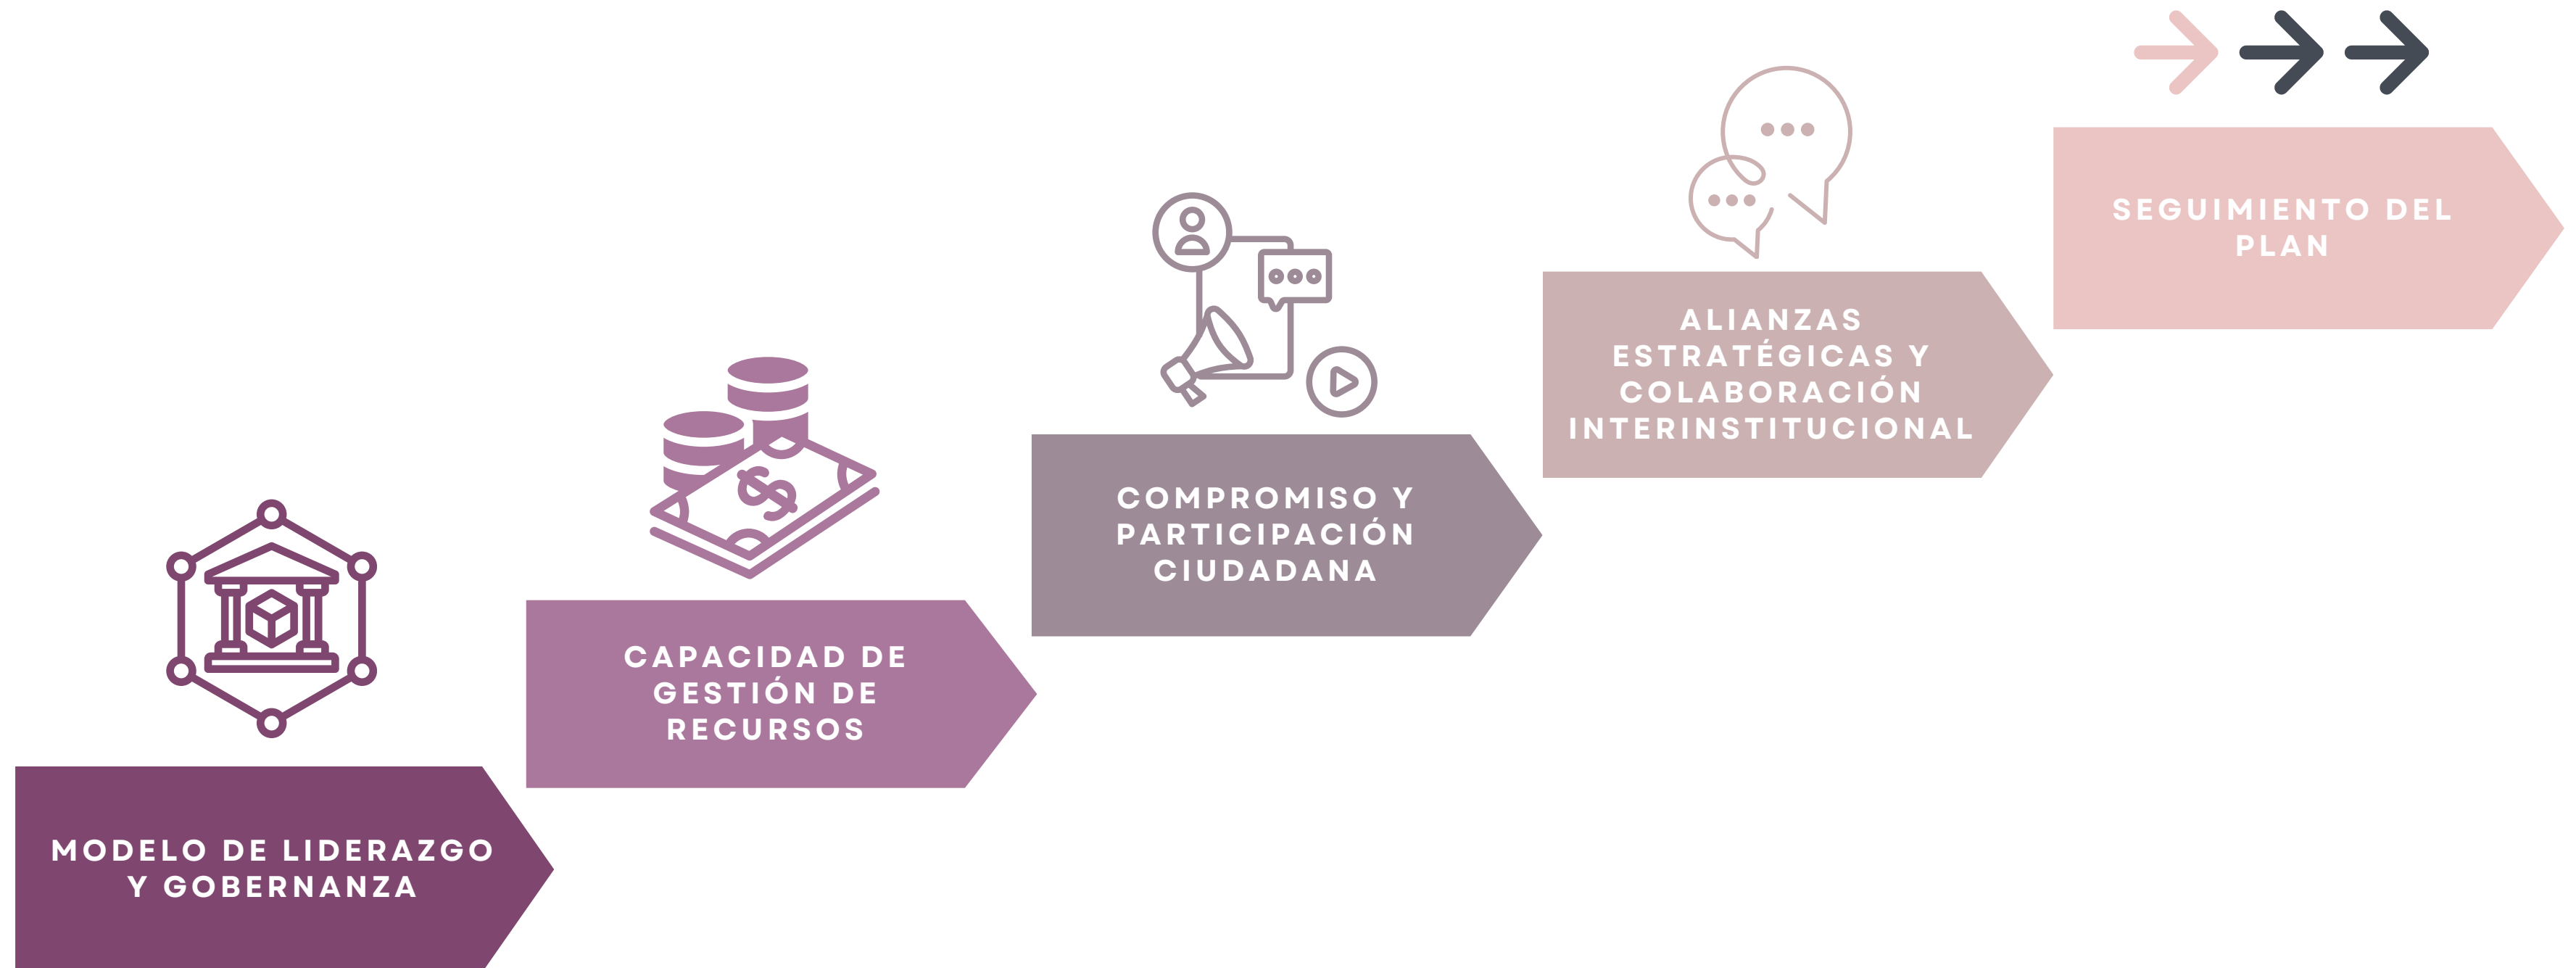 MODELO DE LIDERAZGO
Y GOBERNANZA
CAPACIDAD DE
GESTIÓN DE
RECURSOS
COMPROMISO Y
PARTICIPACIÓN
CIUDADANA
ALIANZAS
ESTRATÉGICAS Y
COLABORACIÓN
INTERINSTITUCIONAL
SEGUIMIENTO DEL
PLAN